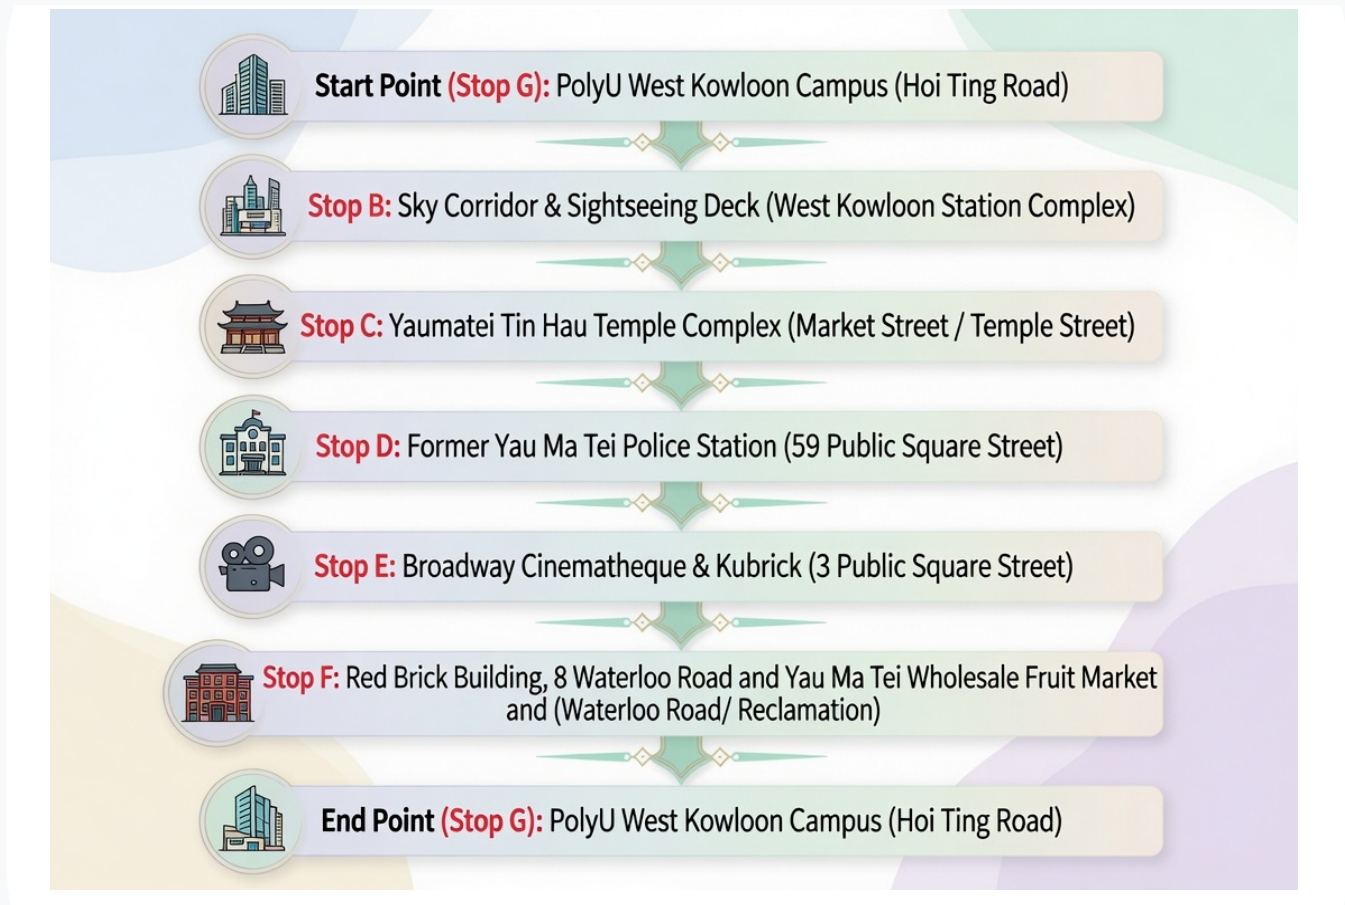 Start Point (Stop G): PolyU West Kowloon Campus (Hoi Ting Road)
Stop B: Sky Corridor & Sightseeing Deck (West Kowloon Station Complex)
Stop C: Yaumatei Tin Hau Temple Complex (Market Street / Temple Street)
Stop D: Former Yau Ma Tei Police Station (59 Public Square Street)
Stop E: Broadway Cinematheque & Kubrick (3 Public Square Street)
Stop F: Red Brick Building, 8 Waterloo Road and Yau Ma Tei Wholesale Fruit Market
and (Waterloo Road/ Reclamation)
End Point (Stop G): PolyU West Kowloon Campus (Hoi Ting Road)